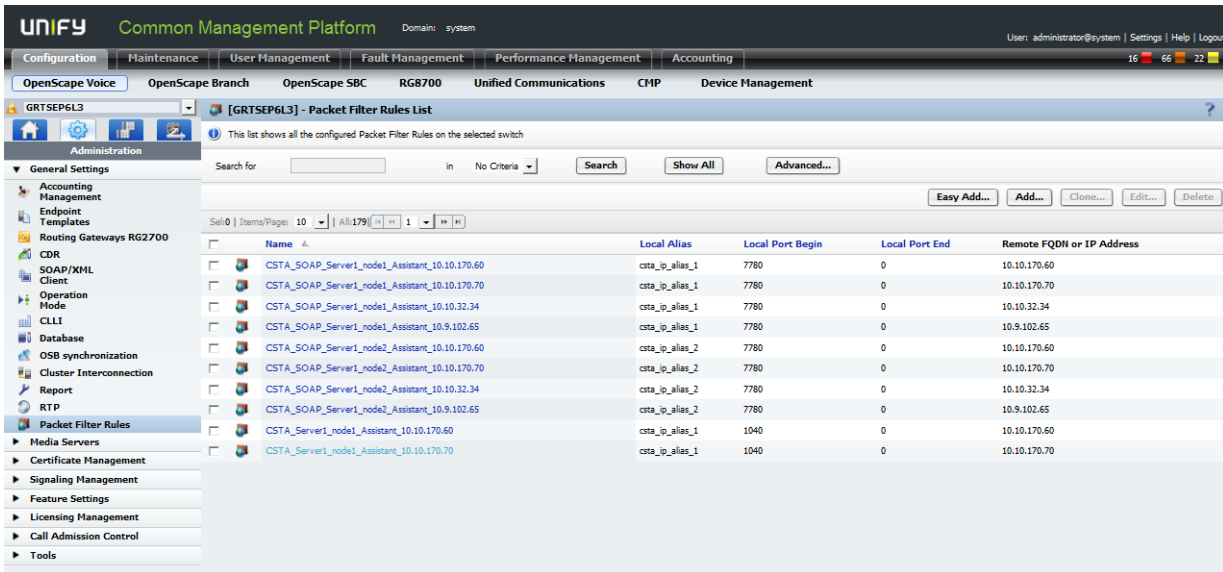 UNIFY Common Management Platform Domain: system
User: administrator@system | Settings | Help | Logout
Configuration Maintenance User Management Fault Management Performance Management Accounting 16 66 22
OpenScape Voice OpenScape Branch OpenScape SBC RG8700 Unified Communications CMP Device Management
GRTSEP6L3
Administration
General Settings
Accounting
Management
Endpoint
Templates
Routing Gateways RG2700
CDR
SOAP/XML
Client
Operation
Mode
CLLI
Database
OSB synchronization
Cluster Interconnection
Report
RTP
Packet Filter Rules
Media Servers
Certificate Management
Signaling Management
Feature Settings
Licensing Management
Call Admission Control
Tools
[GRTSEP6L3] - Packet Filter Rules List ?
This list shows all the configured Packet Filter Rules on the selected switch
Search for in No Criteria Search Show All Advanced...
Easy Add... Add... Clone... Edit... Delete
Sel:0 | Items/Page: 10 | All:179 | 1
Name Local Alias Local Port Begin Local Port End Remote FQDN or IP Address
CSTA_SOAP_Server1_node1_Assistant_10.10.170.60 csta_ip_alias_1 7780 0 10.10.170.60
CSTA_SOAP_Server1_node1_Assistant_10.10.170.70 csta_ip_alias_1 7780 0 10.10.170.70
CSTA_SOAP_Server1_node1_Assistant_10.10.32.34 csta_ip_alias_1 7780 0 10.10.32.34
CSTA_SOAP_Server1_node1_Assistant_10.9.102.65 csta_ip_alias_1 7780 0 10.9.102.65
CSTA_SOAP_Server1_node2_Assistant_10.10.170.60 csta_ip_alias_2 7780 0 10.10.170.60
CSTA_SOAP_Server1_node2_Assistant_10.10.170.70 csta_ip_alias_2 7780 0 10.10.170.70
CSTA_SOAP_Server1_node2_Assistant_10.10.32.34 csta_ip_alias_2 7780 0 10.10.32.34
CSTA_SOAP_Server1_node2_Assistant_10.9.102.65 csta_ip_alias_2 7780 0 10.9.102.65
CSTA_Server1_node1_Assistant_10.10.170.60 csta_ip_alias_1 1040 0 10.10.170.60
CSTA_Server1_node1_Assistant_10.10.170.70 csta_ip_alias_1 1040 0 10.10.170.70